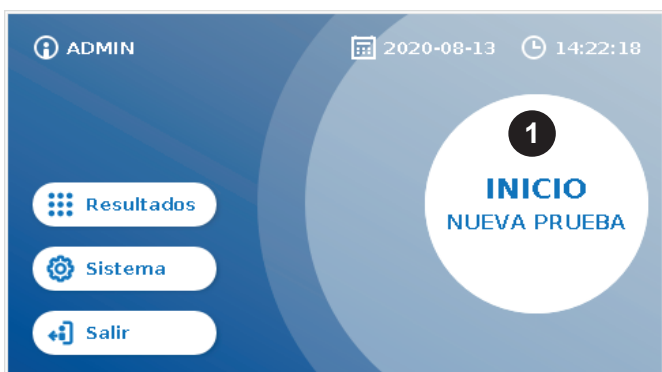 ADMIN 2020-08-13 14:22:18
1
INICIO
NUEVA PRUEBA
Resultados
Sistema
Salir